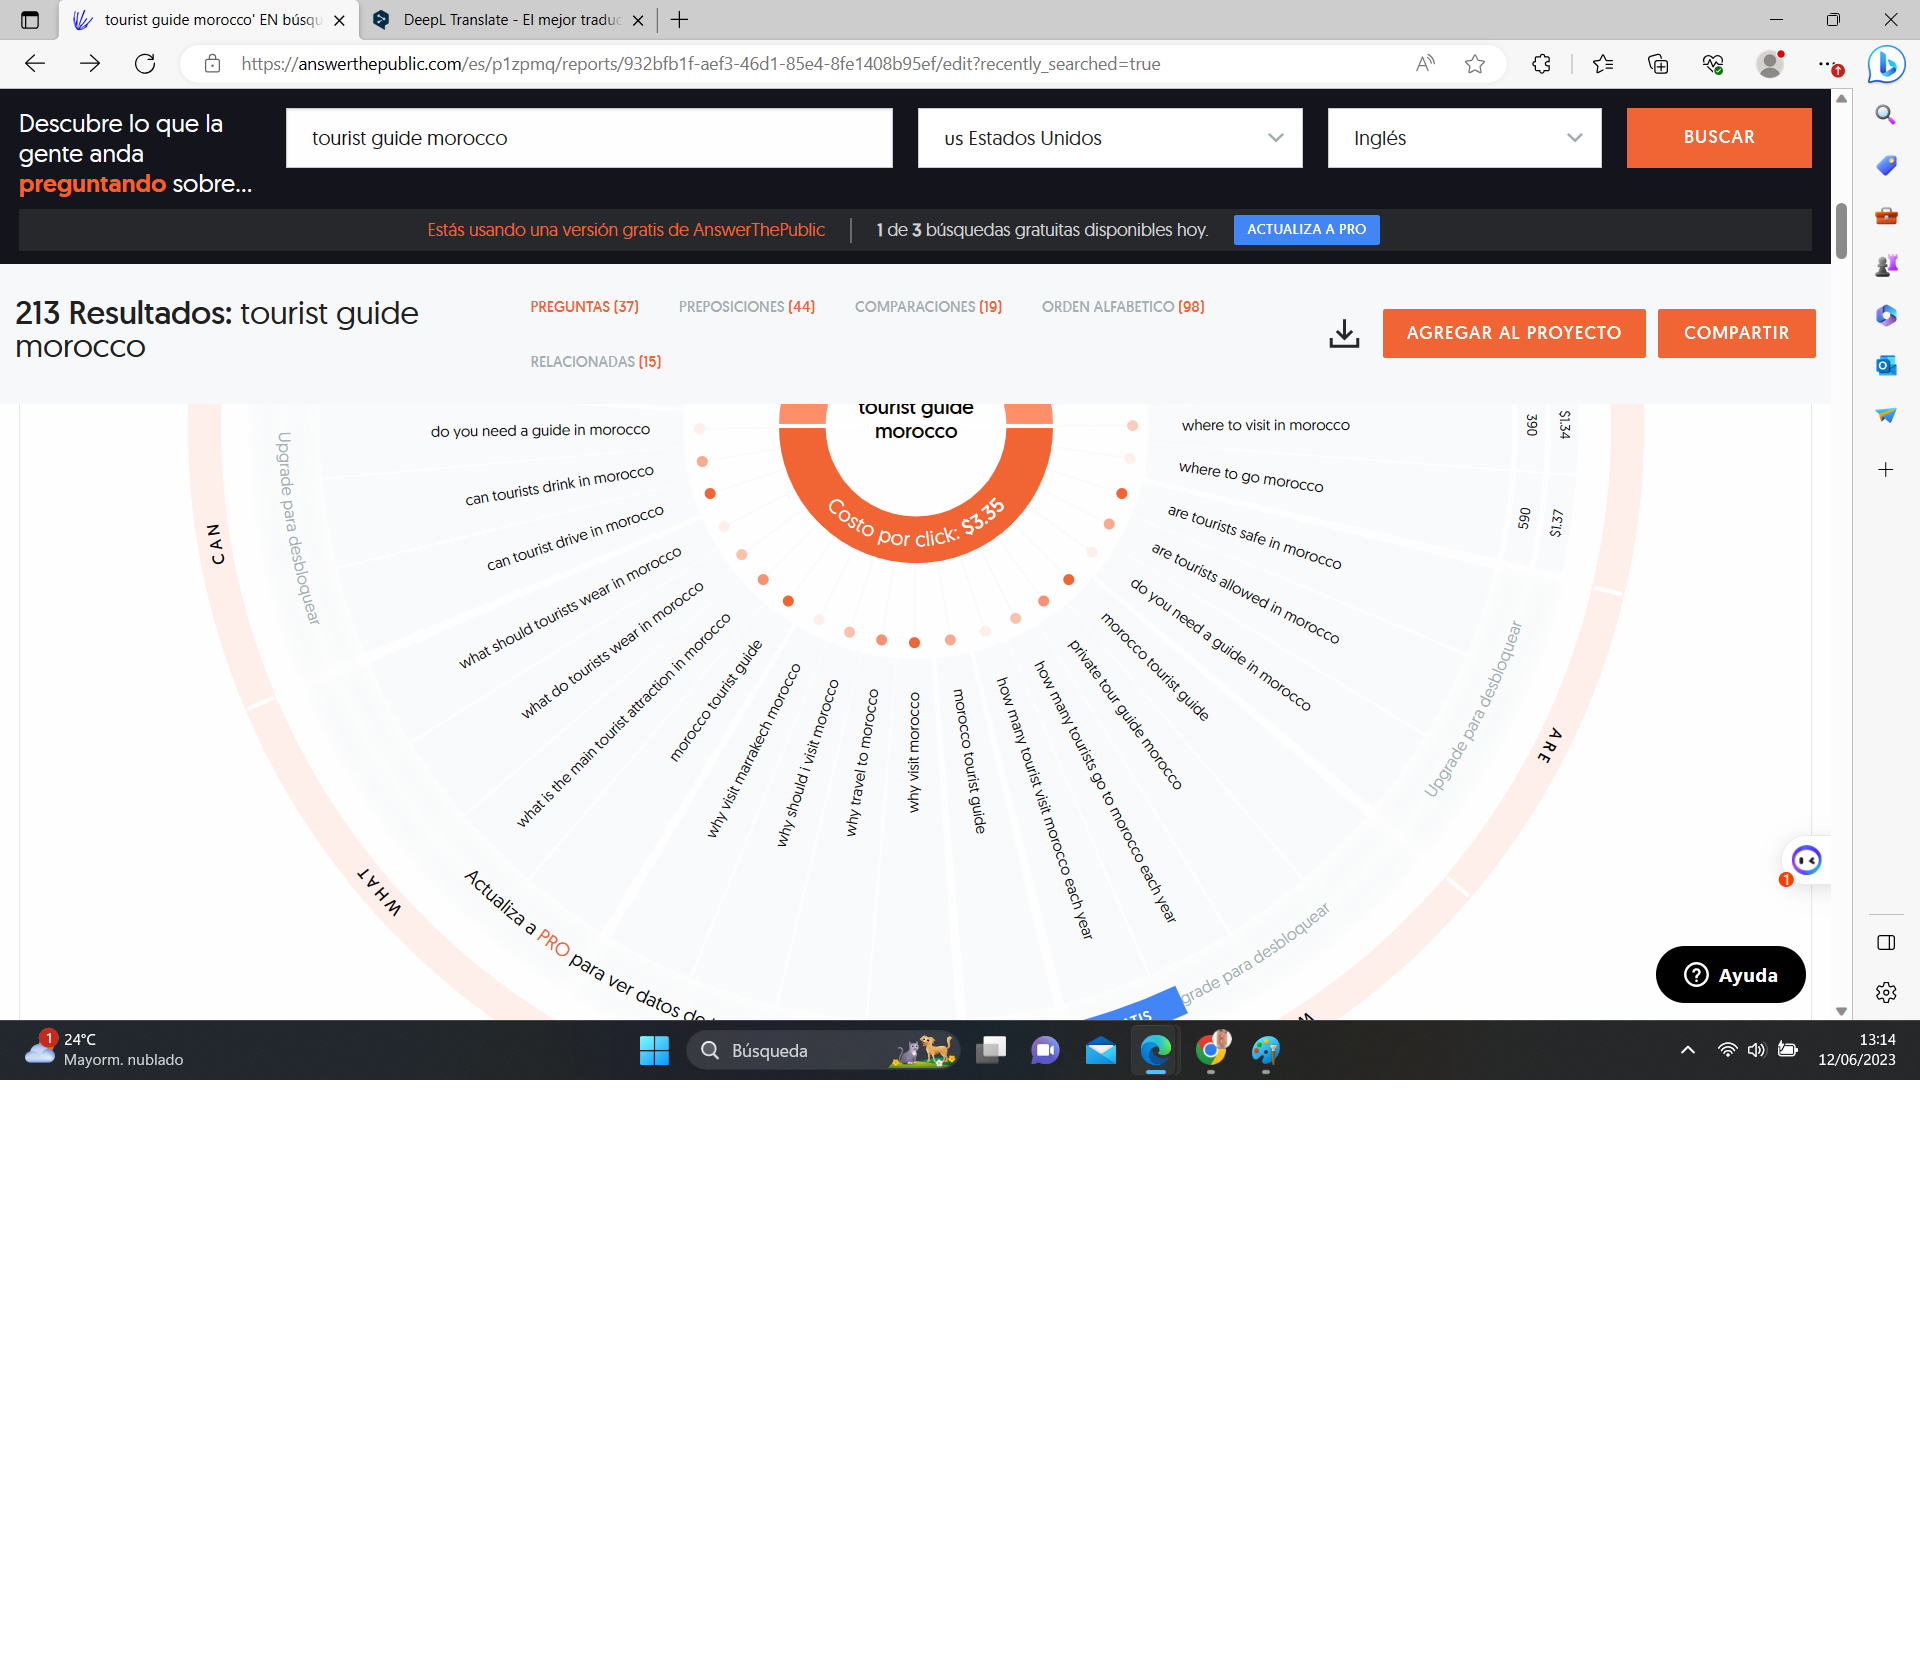 tourist guide morocco' EN búsqu
DeepL Translate - El mejor traduc
https://answerthepublic.com/es/p1zpmq/reports/932bfb1f-aef3-46d1-85e4-8fe1408b95ef/edit?recently_searched=true
Descubre lo que la
gente anda
preguntando sobre...
tourist guide morocco
us Estados Unidos
Inglés
BUSCAR
Estás usando una versión gratis de AnswerThePublic
1 de 3 búsquedas gratuitas disponibles hoy.
ACTUALIZA A PRO
213 Resultados: tourist guide
morocco
PREGUNTAS (37)
PREPOSICIONES (44)
COMPARACIONES (19)
ORDEN ALFABETICO (98)
RELACIONADAS (15)
AGREGAR AL PROYECTO
COMPARTIR
tourist guide
morocco
Costo por click: $3.35
where to visit in morocco
390
$1.34
where to go morocco
590
$1.37
are tourists safe in morocco
are tourists allowed in morocco
do you need a guide in morocco
morocco tourist guide
private tour guide morocco
how many tourists go to morocco each year
how many tourist visit morocco each year
morocco tourist guide
why visit morocco
why travel to morocco
why should i visit morocco
why visit marrakech morocco
morocco tourist guide
what is the main tourist attraction in morocco
what do tourists wear in morocco
what should tourists wear in morocco
can tourist drive in morocco
can tourists drink in morocco
do you need a guide in morocco
Upgrade para desbloquear
CAN
WHAT
ARE
Upgrade para desbloquear
grade para desbloquear
Actualiza a PRO para ver datos de
TIS
Ayuda
1
1
24°C
Mayorm. nublado
Búsqueda
13:14
12/06/2023